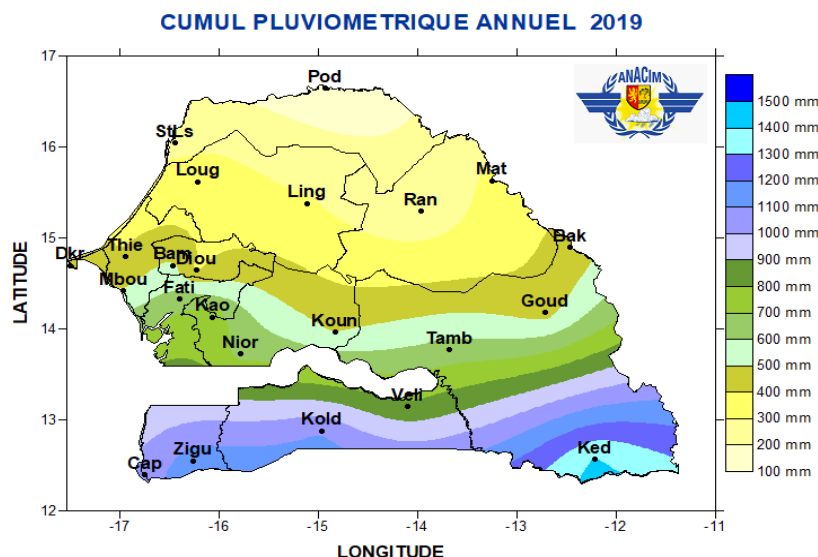 CUMUL PLUVIOMETRIQUE ANNUEL 2019
17
16
15
14
13
12
LATITUDE
-17
-16
-15
-14
-13
-12
-11
LONGITUDE
Pod
StLs
Loug
Ling
Ran
Mat
Bak
Dkr
Thie
Bam
Diou
Mbou
Fati
Kao
Nior
Koun
Goud
Tamb
Vell
Kold
Zigu
Cap
Ked
ANACIM
1500 mm
1400 mm
1300 mm
1200 mm
1100 mm
1000 mm
900 mm
800 mm
700 mm
600 mm
500 mm
400 mm
300 mm
200 mm
100 mm